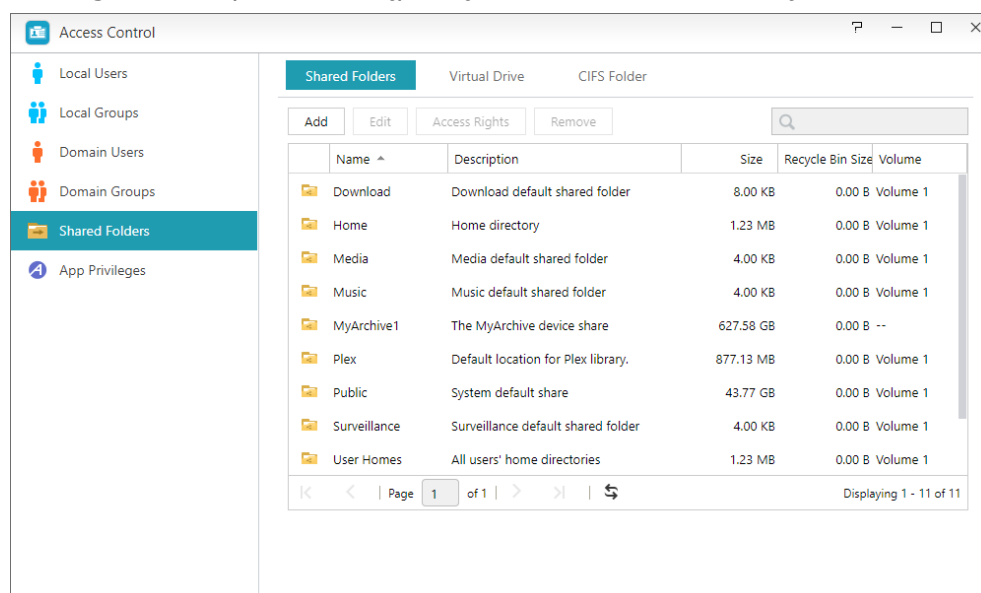 Access Control
Local Users
Local Groups
Domain Users
Domain Groups
Shared Folders
App Privileges
Shared Folders Virtual Drive CIFS Folder
Add Edit Access Rights Remove
Name Description Size Recycle Bin Size Volume
Download Download default shared folder 8.00 KB 0.00 B Volume 1
Home Home directory 1.23 MB 0.00 B Volume 1
Media Media default shared folder 4.00 KB 0.00 B Volume 1
Music Music default shared folder 4.00 KB 0.00 B Volume 1
MyArchive1 The MyArchive device share 627.58 GB 0.00 B --
Plex Default location for Plex library. 877.13 MB 0.00 B Volume 1
Public System default share 43.77 GB 0.00 B Volume 1
Surveillance Surveillance default shared folder 4.00 KB 0.00 B Volume 1
User Homes All users' home directories 1.23 MB 0.00 B Volume 1
Page 1 of 1 Displaying 1 - 11 of 11